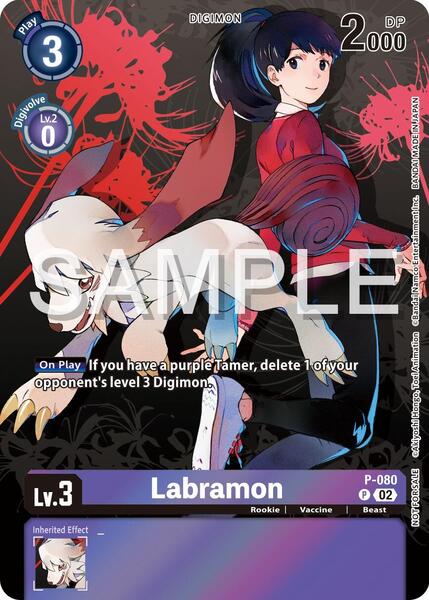 Play
3
DIGIMON
DP
2000
Digivolve
Lv.2
0
SAMPLE
On Play If you have a purple Tamer, delete 1 of your
opponent's level 3 Digimon.
Lv.3
Labramon
P-080
P 02
Rookie | Vaccine | Beast
Inherited Effect
–
©Akiyoshi Hongo, Toei Animation ©Bandai Namco Entertainment Inc. BANDAI MADE IN JAPAN
NOT FOR SALE